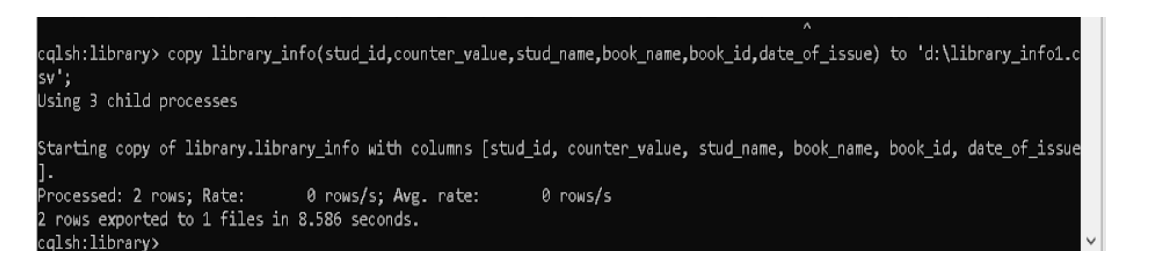 ^
cqlsh:library> copy library_info(stud_id,counter_value,stud_name,book_name,book_id,date_of_issue) to 'd:\library_info1.c
sv';
Using 3 child processes
Starting copy of library.library_info with columns [stud_id, counter_value, stud_name, book_name, book_id, date_of_issue
].
Processed: 2 rows; Rate:       0 rows/s; Avg. rate:       0 rows/s
2 rows exported to 1 files in 8.586 seconds.
cqlsh:library>